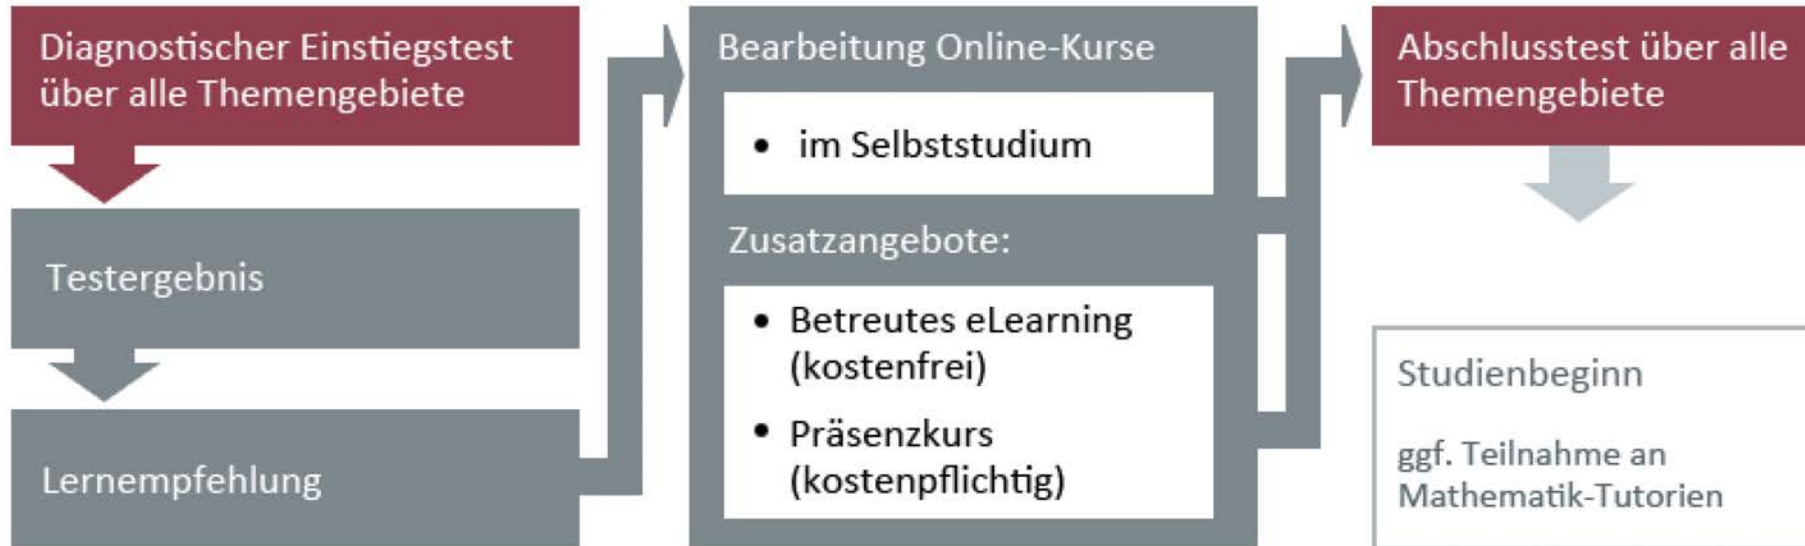 Diagnostischer Einstiegstest
über alle Themengebiete
Testergebnis
Lernempfehlung
Bearbeitung Online-Kurse
• im Selbststudium
Zusatzangebote:
• Betreutes eLearning
(kostenfrei)
• Präsenzkurs
(kostenpflichtig)
Abschlusstest über alle
Themengebiete
Studienbeginn
ggf. Teilnahme an
Mathematik-Tutorien